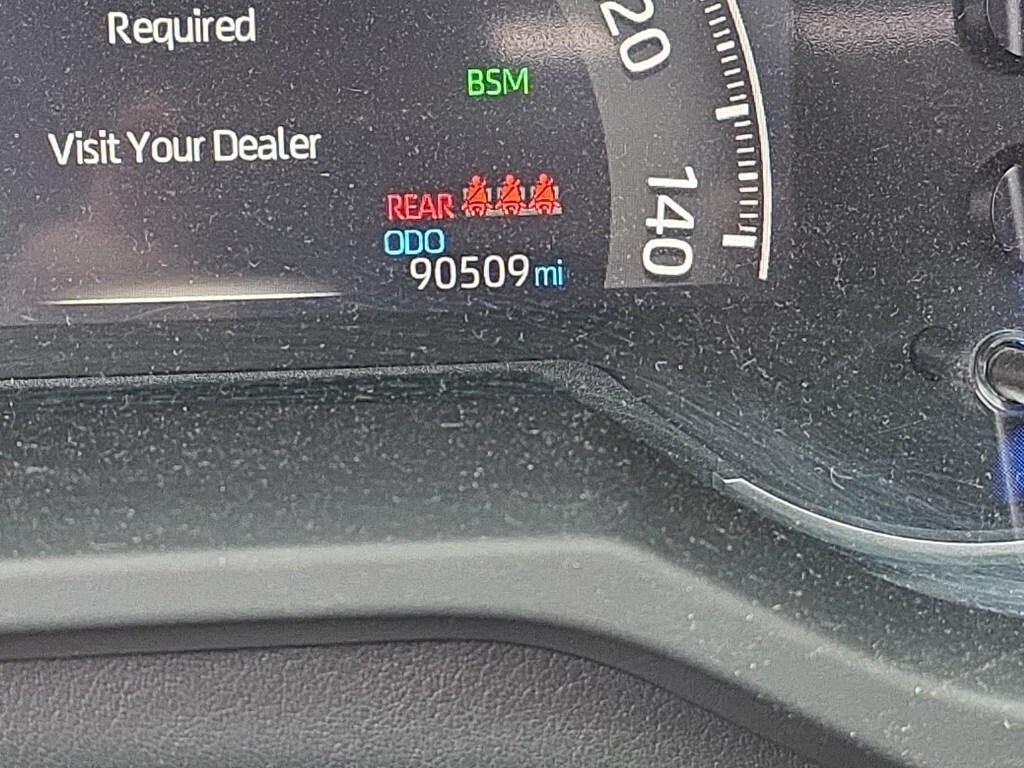 Required
20
BSM
Visit Your Dealer
140
REAR
ODO
90509 mi